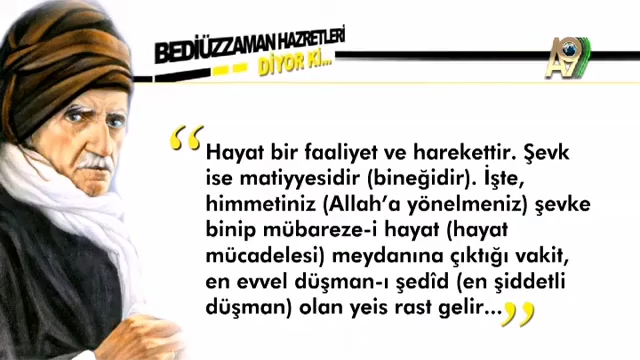 BEDİÜZZAMAN HAZRETLERİ
DİYOR Kİ...
A9
“Hayat bir faaliyet ve harekettir. Şevk
ise matiyyesidir (bineğidir). İşte,
himmetiniz (Allah’a yönelmeniz) şevke
binip mübareze-i hayat (hayat
mücadelesi) meydanına çıktığı vakit,
en evvel düşman-ı şedîd (en şiddetli
düşman) olan yeis rast gelir...”